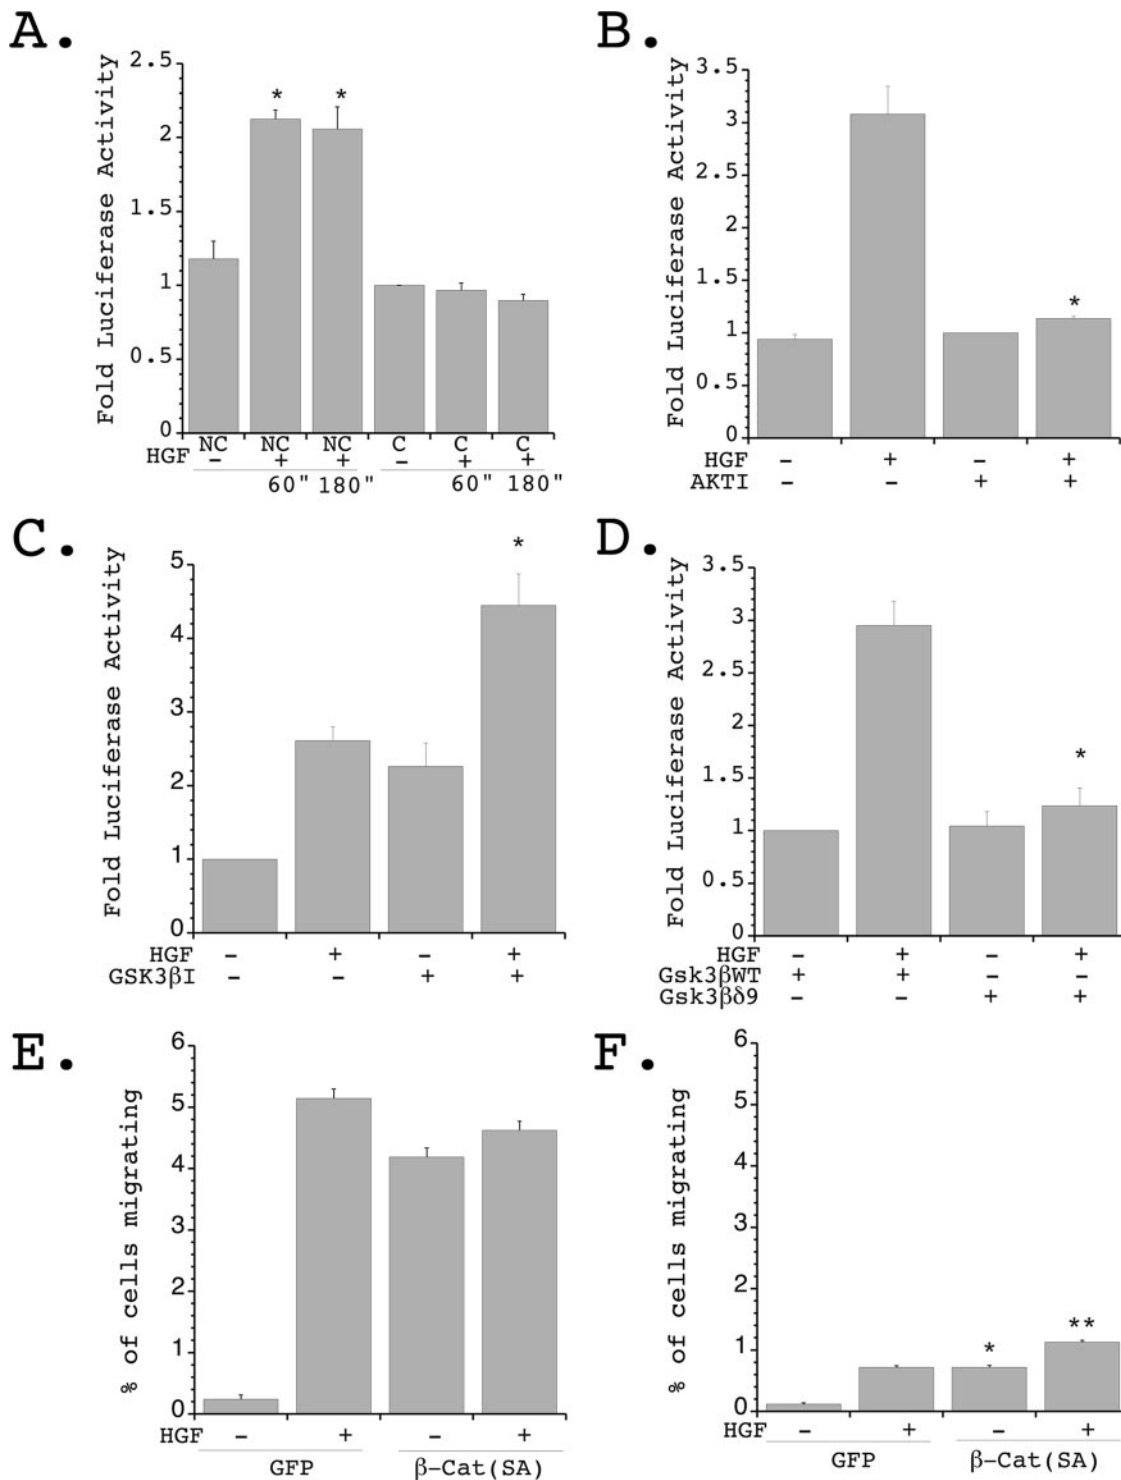 A.
Fold Luciferase Activity
2.5
2.
1.5
1
0.5
0
* *
NC NC NC C C C
HGF - + + - + +
60" 180" 60" 180"
B.
Fold Luciferase Activity
3.5
3.
2.5
2.
1.5
1
0.5
0
*
HGF - + - +
AKTI - - + +
C.
Fold Luciferase Activity
5
4
3
2
1
0
*
HGF - + - +
GSK3βI - - + +
D.
Fold Luciferase Activity
3.5
3.
2.5
2.
1.5
1
0.5
0
*
HGF - + - +
Gsk3βWT + + - -
Gsk3βδ9 - - + +
E.
% of cells migrating
6
5
4
3
2
1
0
HGF - + - +
GFP β-Cat(SA)
F.
% of cells migrating
6
5
4
3
2
1
0
* **
HGF - + - +
GFP β-Cat(SA)